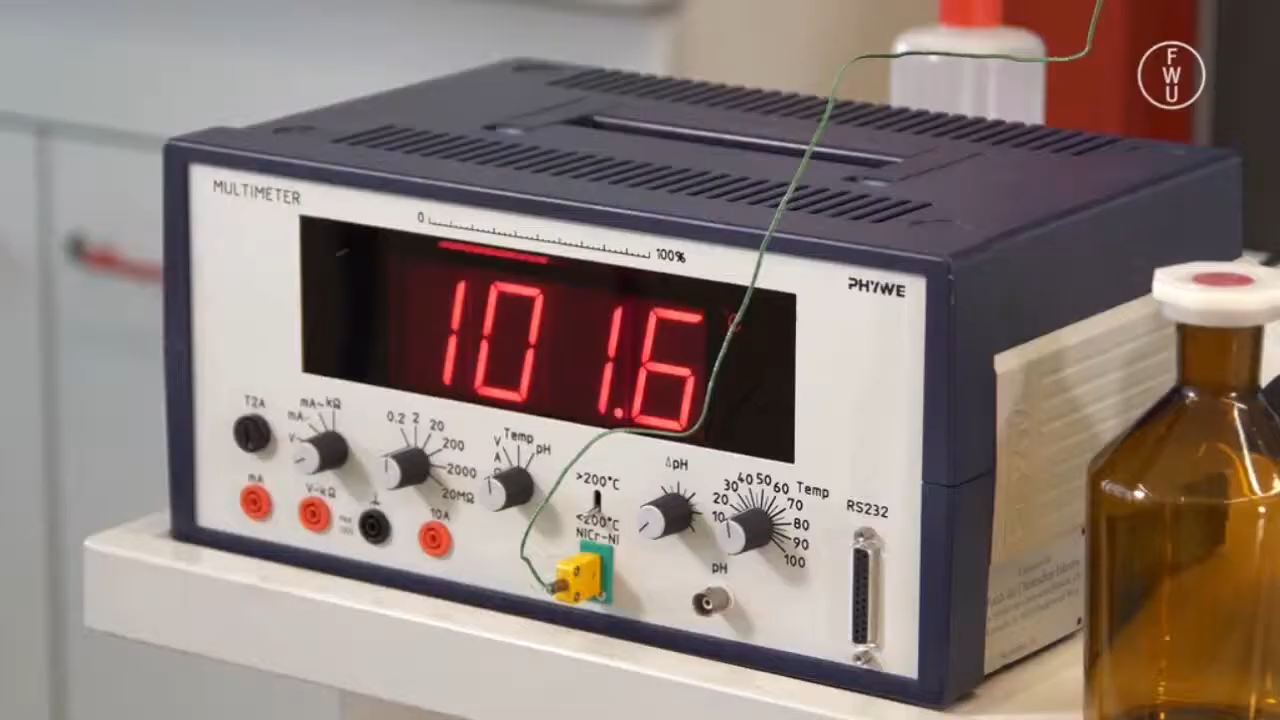 F
W
U
MULTIMETER
0
100%
PHYWE
101.6
°C
T2A
mA~kΩ
mA-
V-
0.2 2 20
200
2000
20MΩ
Temp
V
A
Ω
pH
>200°C
<200°C
NiCr-Ni
ΔpH
10 20 30 40 50 60 70 80 90 100
Temp
RS232
mA
V-kΩ
10A
pH